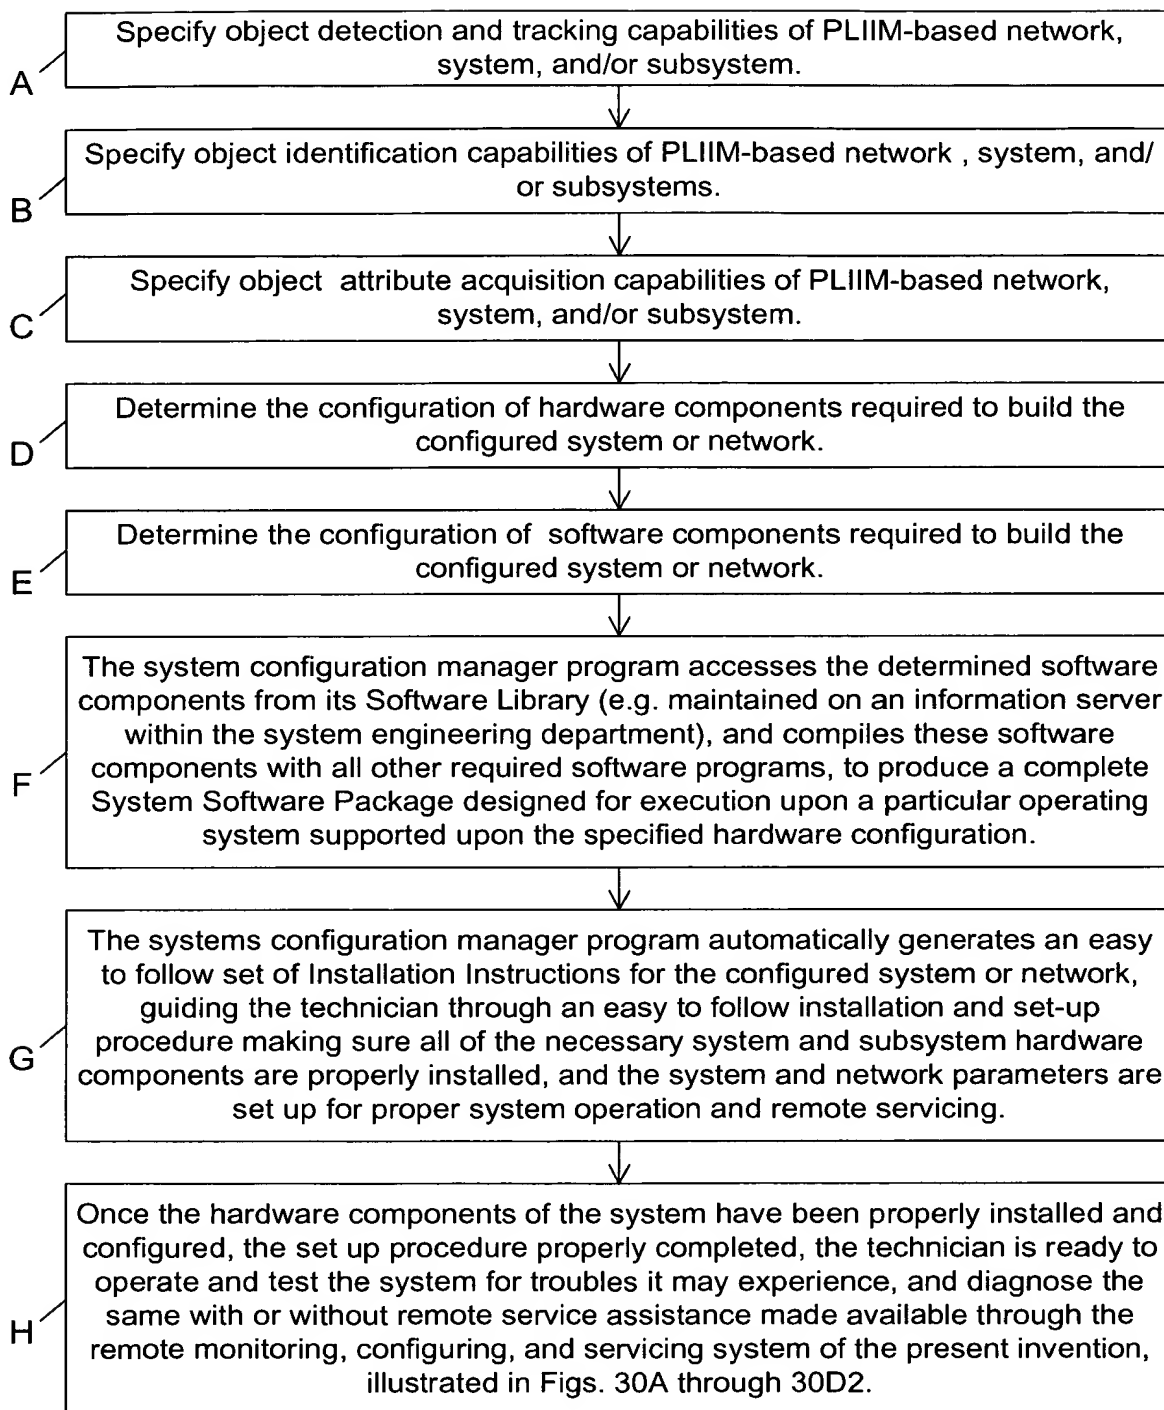 Specify object detection and tracking capabilities of PLIIM-based network,
system, and/or subsystem.
A
Specify object identification capabilities of PLIIM-based network , system, and/
or subsystems.
B
Specify object attribute acquisition capabilities of PLIIM-based network,
system, and/or subsystem.
C
Determine the configuration of hardware components required to build the
configured system or network.
D
Determine the configuration of software components required to build the
configured system or network.
E
The system configuration manager program accesses the determined software
components from its Software Library (e.g. maintained on an information server
within the system engineering department), and compiles these software
components with all other required software programs, to produce a complete
System Software Package designed for execution upon a particular operating
system supported upon the specified hardware configuration.
F
The systems configuration manager program automatically generates an easy
to follow set of Installation Instructions for the configured system or network,
guiding the technician through an easy to follow installation and set-up
procedure making sure all of the necessary system and subsystem hardware
components are properly installed, and the system and network parameters are
set up for proper system operation and remote servicing.
G
Once the hardware components of the system have been properly installed and
configured, the set up procedure properly completed, the technician is ready to
operate and test the system for troubles it may experience, and diagnose the
same with or without remote service assistance made available through the
remote monitoring, configuring, and servicing system of the present invention,
illustrated in Figs. 30A through 30D2.
H